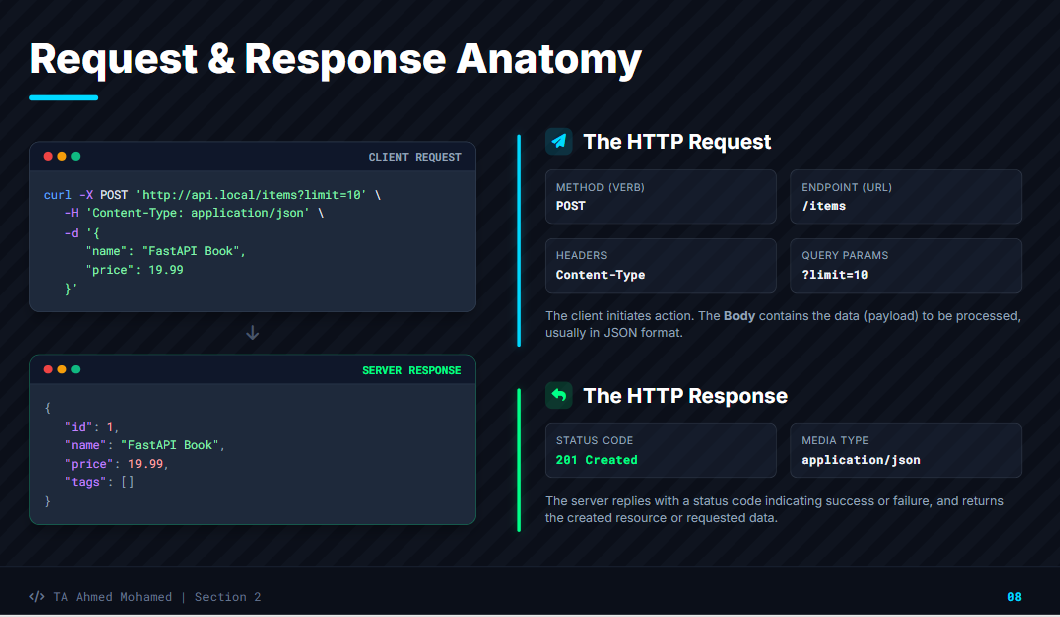 Request & Response Anatomy
CLIENT REQUEST
curl -X POST 'http://api.local/items?limit=10' \
-H 'Content-Type: application/json' \
-d '{
"name": "FastAPI Book",
"price": 19.99
}'
SERVER RESPONSE
{
"id": 1,
"name": "FastAPI Book",
"price": 19.99,
"tags": []
}
The HTTP Request
METHOD (VERB)
POST
ENDPOINT (URL)
/items
HEADERS
Content-Type
QUERY PARAMS
?limit=10
The client initiates action. The Body contains the data (payload) to be processed,
usually in JSON format.
The HTTP Response
STATUS CODE
201 Created
MEDIA TYPE
application/json
The server replies with a status code indicating success or failure, and returns
the created resource or requested data.
</> TA Ahmed Mohamed | Section 2
08